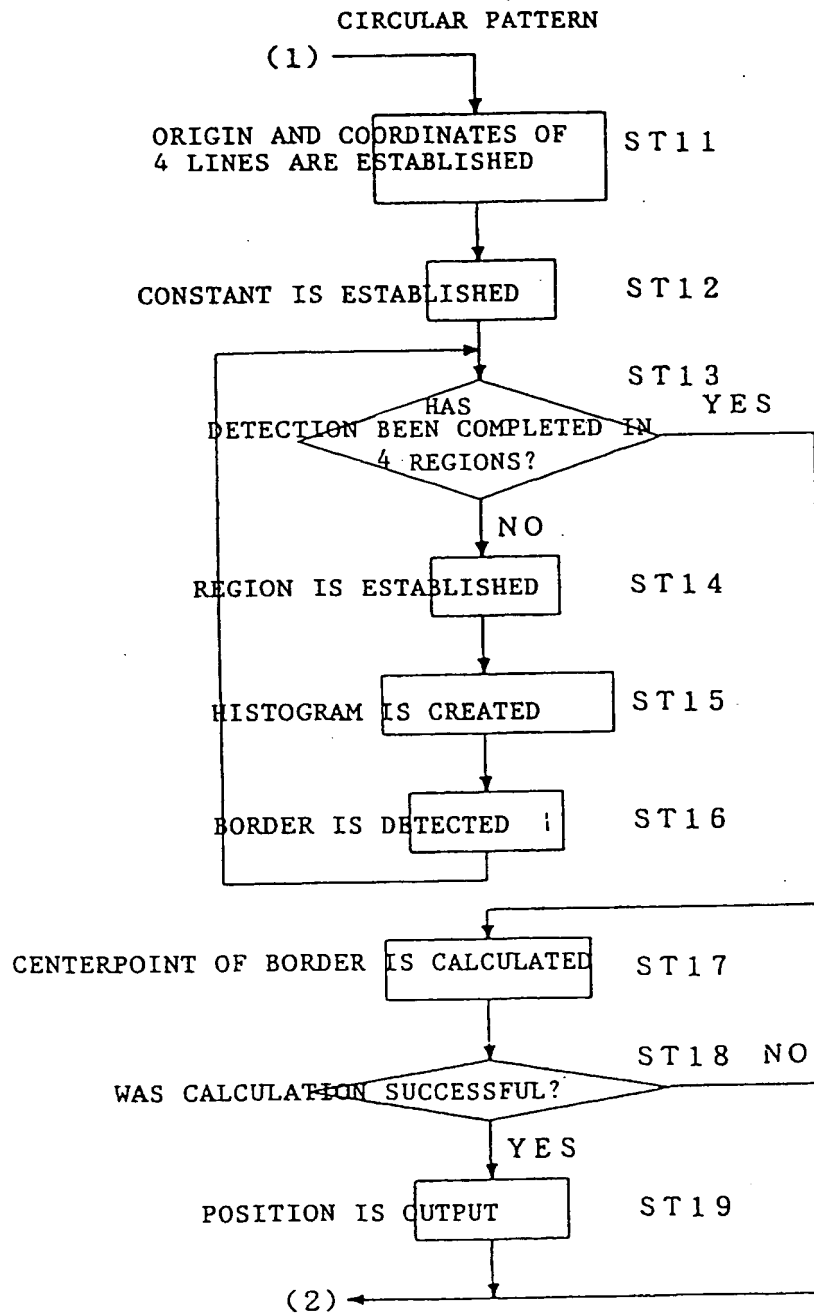 CIRCULAR PATTERN
(1)
ORIGIN AND COORDINATES OF
4 LINES ARE ESTABLISHED
ST11
CONSTANT IS ESTABLISHED
ST12
ST13
HAS
DETECTION BEEN COMPLETED IN
4 REGIONS?
YES
NO
REGION IS ESTABLISHED
ST14
HISTOGRAM IS CREATED
ST15
BORDER IS DETECTED
ST16
CENTERPOINT OF BORDER IS CALCULATED
ST17
ST18 NO
WAS CALCULATION SUCCESSFUL?
YES
POSITION IS OUTPUT
ST19
(2)